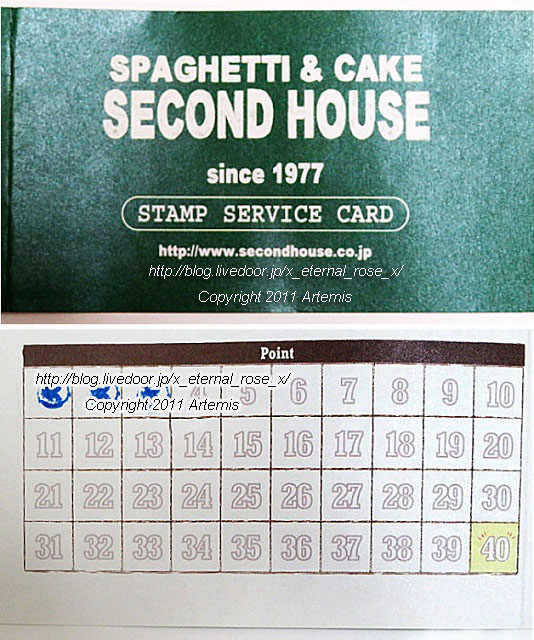 SPAGHETTI & CAKE
SECOND HOUSE
since 1977
STAMP SERVICE CARD
http://www.secondhouse.co.jp
http://blog.livedoor.jp/x_eternal_rose_x/
Copyright 2011 Artemis
Point
http://blog.livedoor.jp/x_eternal_rose_x/
Copyright 2011 Artemis
4 5 6 7 8 9 10
11 12 13 14 15 16 17 18 19 20
21 22 23 24 25 26 27 28 29 30
31 32 33 34 35 36 37 38 39 40